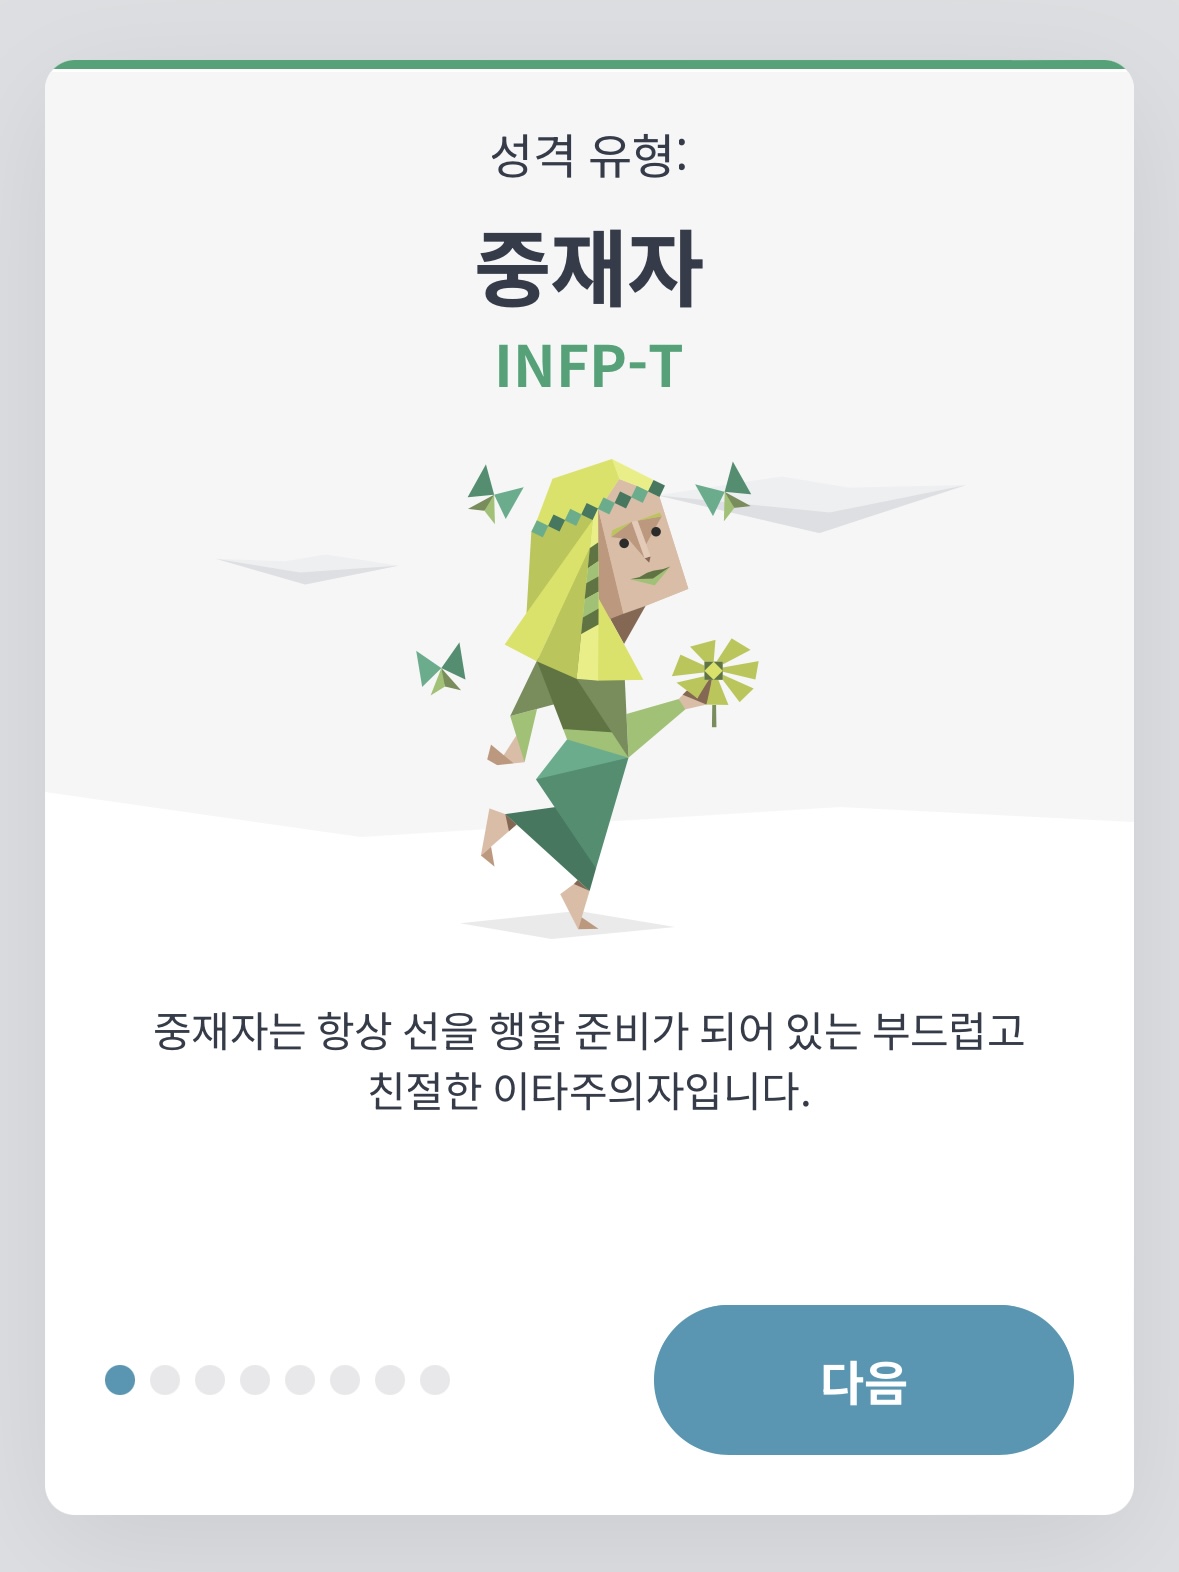 성격 유형:
중재자
INFP-T
중재자는 항상 선을 행할 준비가 되어 있는 부드럽고
친절한 이타주의자입니다.
다음